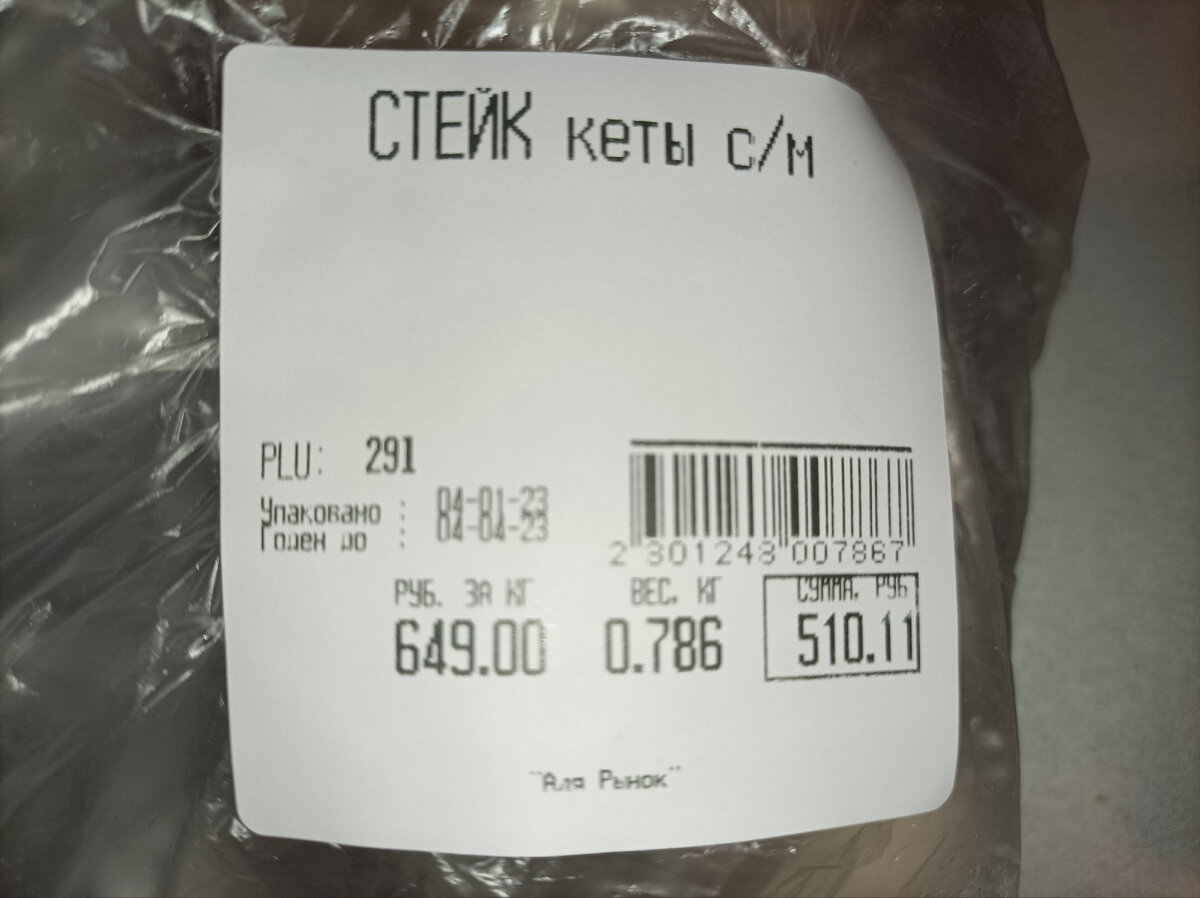 СТЕЙК кеты с/м
PLU: 291
Упаковано : 04-01-23
Годен до : 04-04-23
2 301248 007867
РУБ. ЗА КГ ВЕС, КГ СУММА, РУБ
649.00 0.786 510.11
"Аля Рынок"